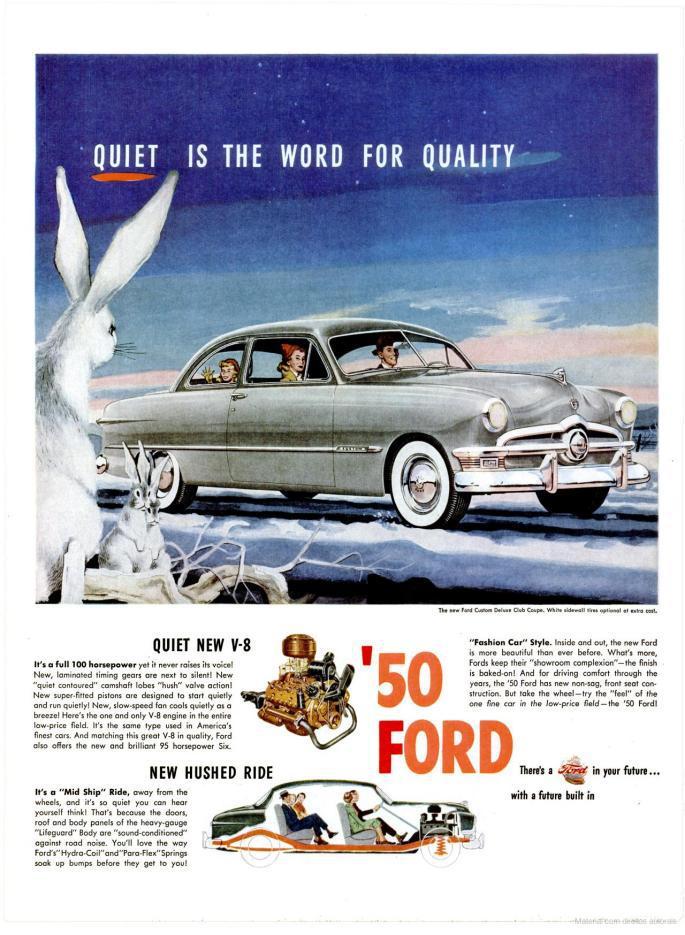 QUIET IS THE WORD FOR QUALITY
The new Ford Custom Deluxe Club Coupe. White sidewall tires optional at extra cost.
QUIET NEW V-8
It's a full 100 horsepower yet it never raises its voice!
New, laminated timing gears are next to silent! New
"quiet contoured" camshaft lobes "hush" valve action!
New super-fitted pistons are designed to start quietly
and run quietly! New, slow-speed fan cools quietly as a
breeze! Here's the one and only V-8 engine in the entire
low-price field. It's the same type used in America's
finest cars. And matching this great V-8 in quality, Ford
also offers the new and brilliant 95 horsepower Six.
'50
FORD
"Fashion Car" Style. Inside and out, the new Ford
is more beautiful than ever before. What's more,
Fords keep their "showroom complexion"—the finish
is baked-on! And for driving comfort through the
years, the '50 Ford has new non-sag, front seat con-
struction. But take the wheel—try the "feel" of the
one fine car in the low-price field—the '50 Ford!
There's a Ford in your future...
with a future built in
NEW HUSHED RIDE
It's a "Mid Ship" Ride, away from the
wheels, and it's so quiet you can hear
yourself think! That's because the doors,
roof and body panels of the heavy-gauge
"Lifeguard" Body are "sound-conditioned"
against road noise. You'll love the way
Ford's "Hydra-Coil" and "Para-Flex" Springs
soak up bumps before they get to you!
Material com direitos autorais